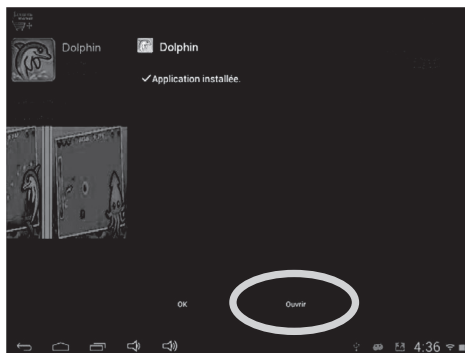 Dolphin
Dolphin
✓Application installée.
OK
Ouvrir
4:36